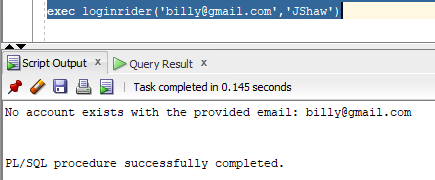 exec loginrider('billy@gmail.com','JShaw')
Script Output x Query Result x
Task completed in 0.145 seconds
No account exists with the provided email: billy@gmail.com
PL/SQL procedure successfully completed.